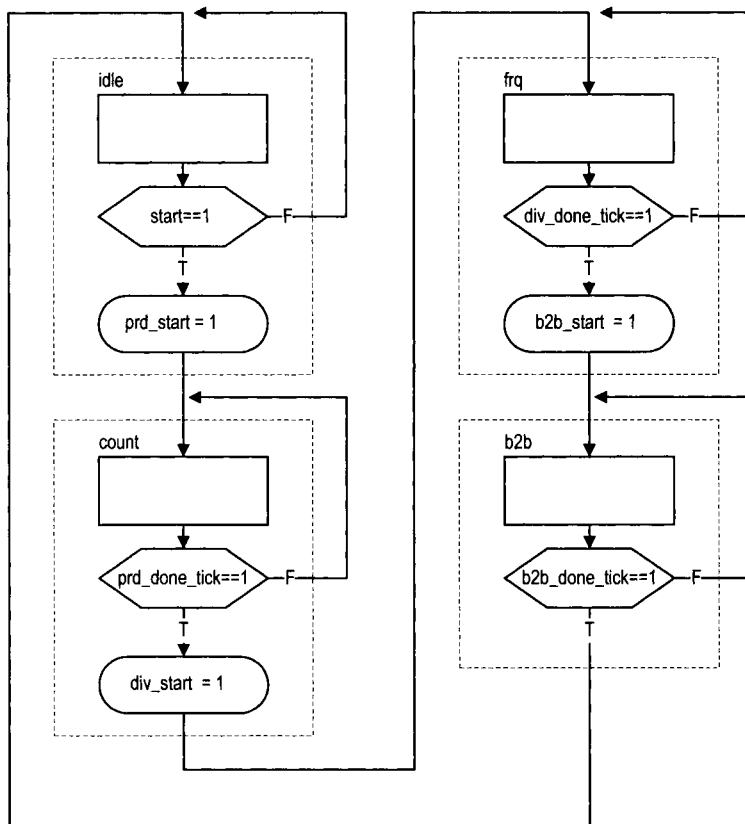 idle
start==1
F
T
prd_start = 1
count
prd_done_tick==1
F
T
div_start = 1
frq
div_done_tick==1
F
T
b2b_start = 1
b2b
b2b_done_tick==1
F
T